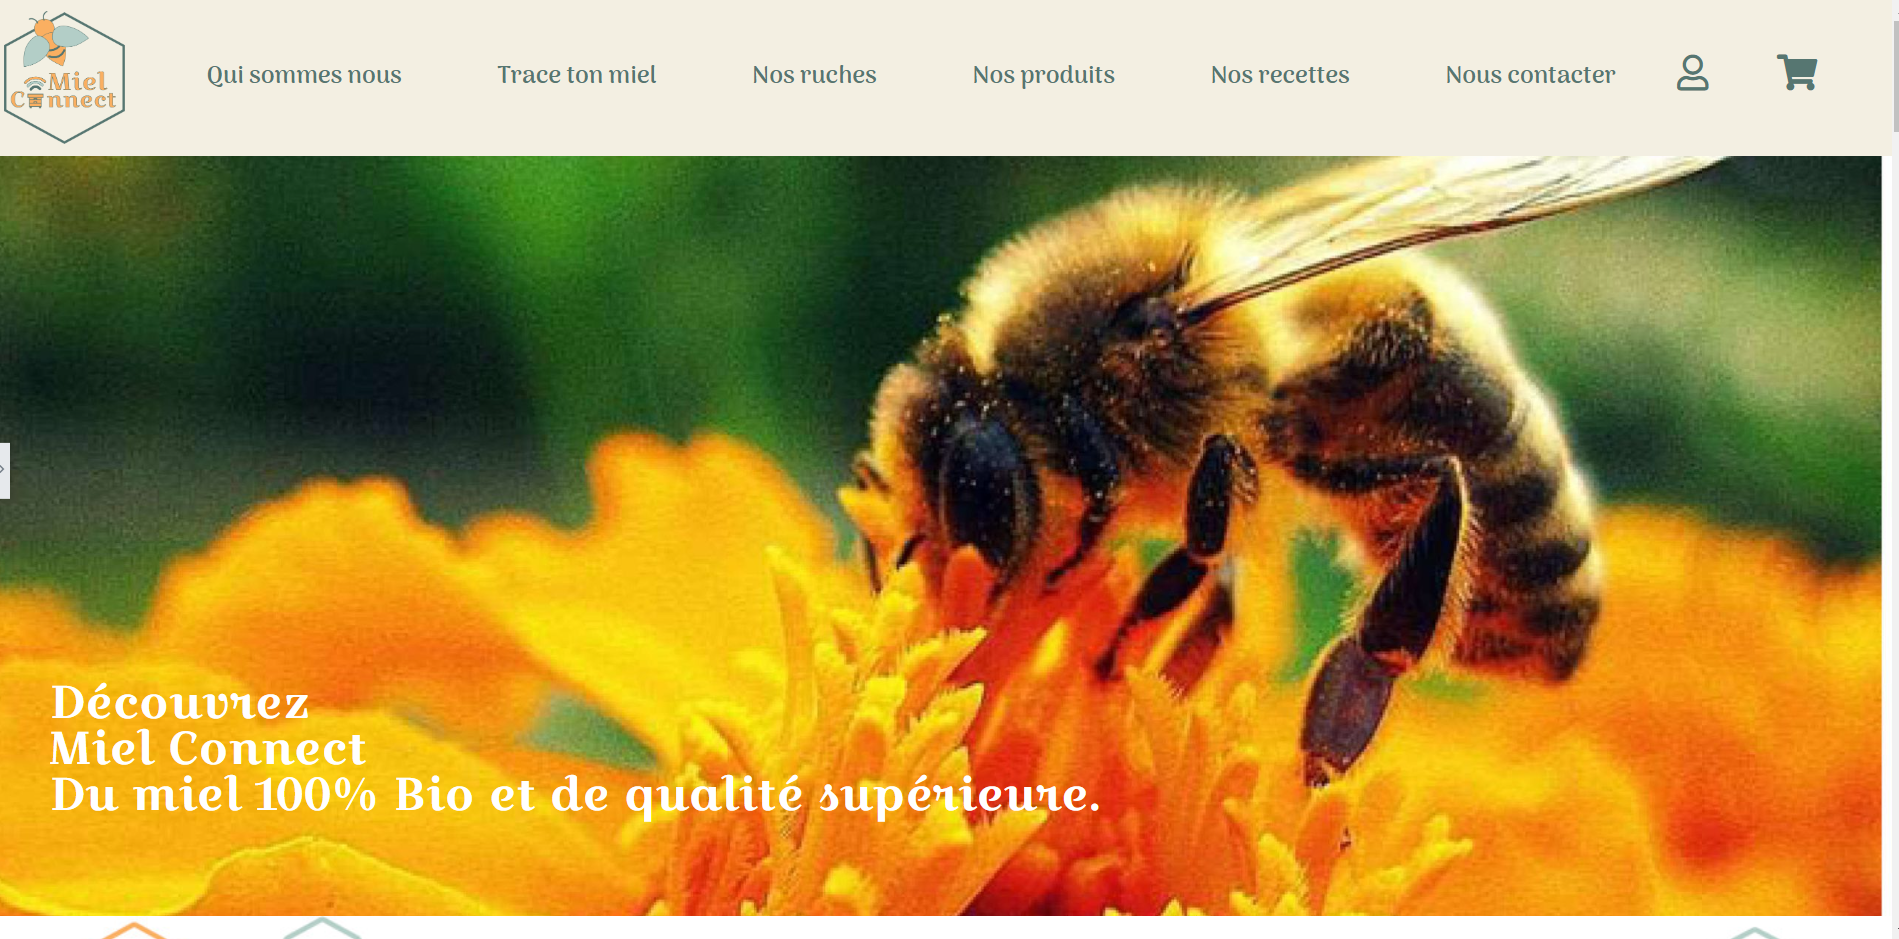 Miel
Connect
Qui sommes nous
Trace ton miel
Nos ruches
Nos produits
Nos recettes
Nous contacter
Découvrez
Miel Connect
Du miel 100% Bio et de qualité supérieure.